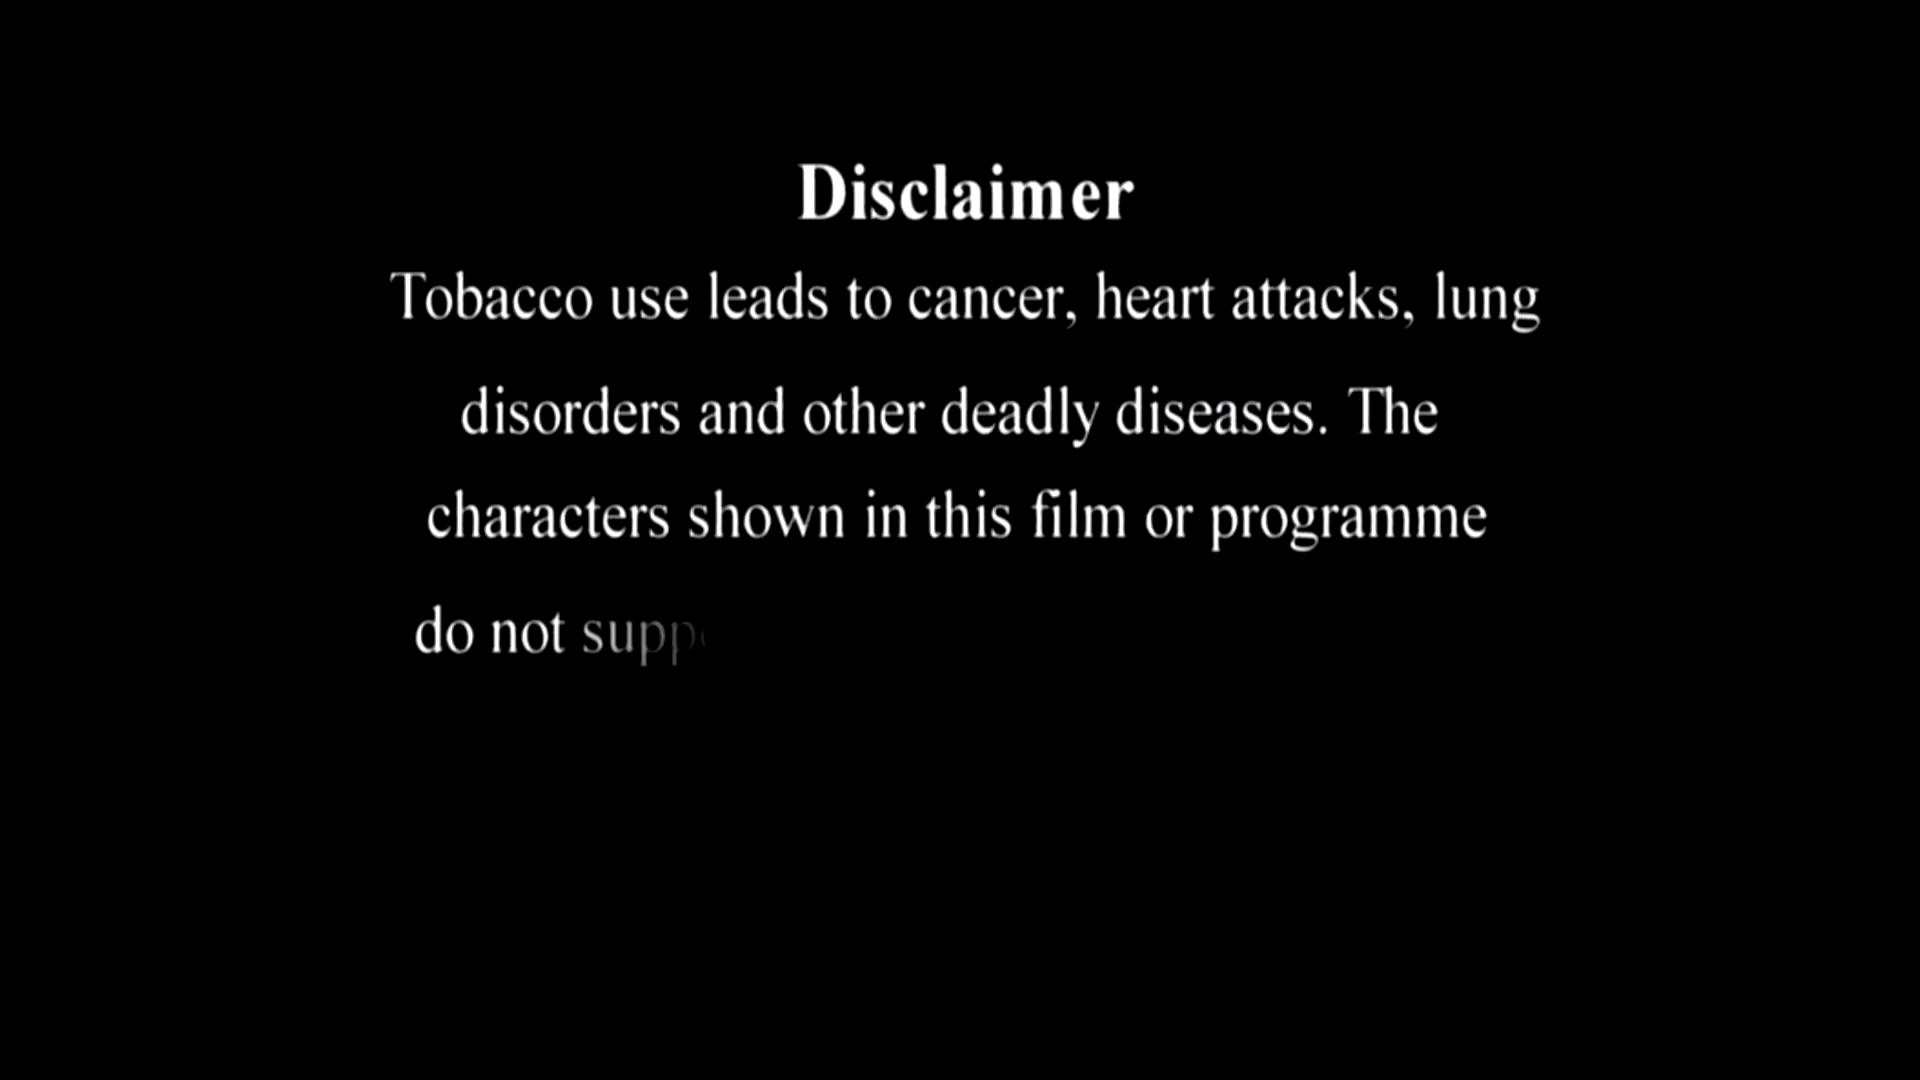 Disclaimer
Tobacco use leads to cancer, heart attacks, lung
disorders and other deadly diseases. The
characters shown in this film or programme
do not supp